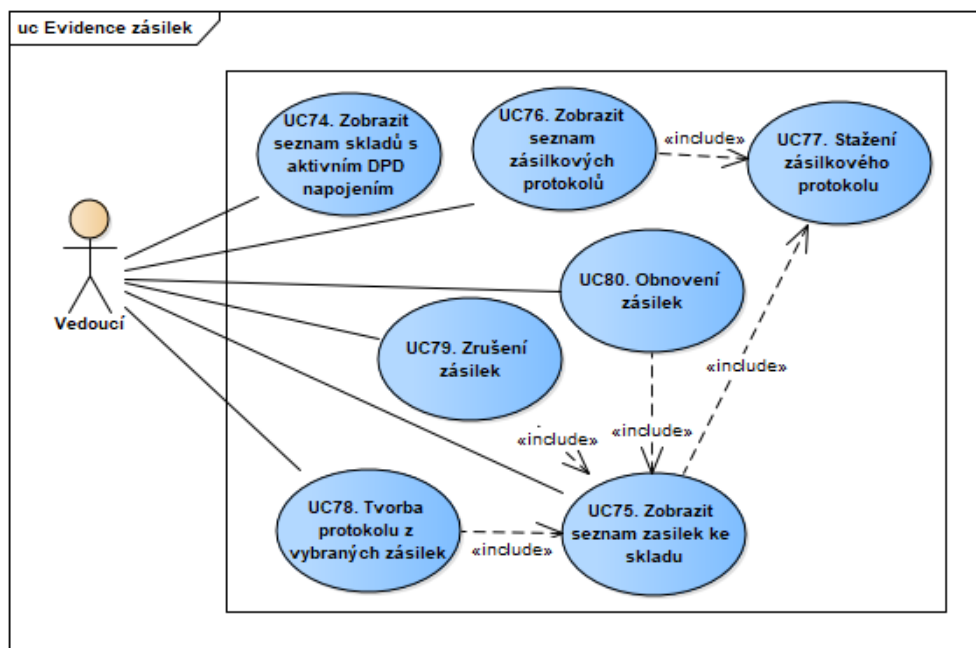 uc Evidence zásilek
UC74. Zobrazit
seznam skladů s
aktivním DPD
napojením
UC76. Zobrazit
seznam
zásilkových
protokolů
«include»
UC77. Stažení
zásilkového
protokolu
Vedoucí
UC80. Obnovení
zásilek
UC79. Zrušení
zásilek
«include»
«include»
«include»
UC78. Tvorba
protokolu z
vybraných zásilek
«include»
UC75. Zobrazit
seznam zasilek ke
skladu